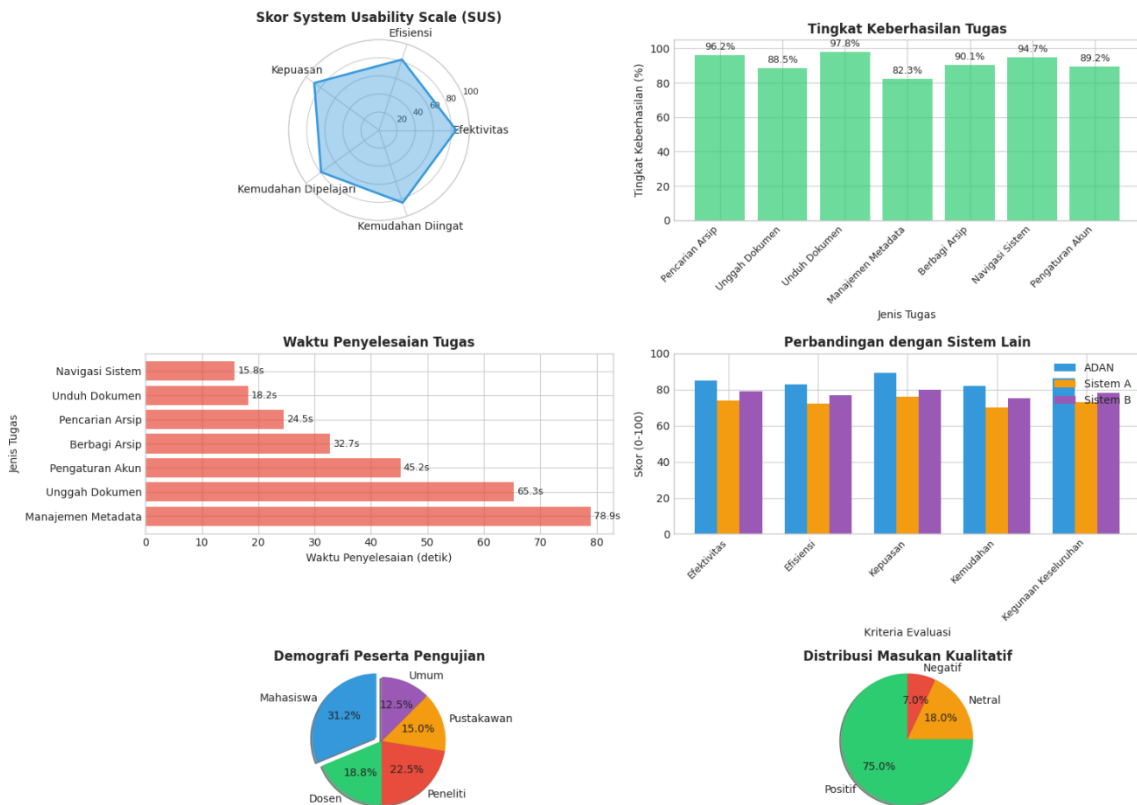 Skor System Usability Scale (SUS)
Efisiensi
Kepuasan
100
80
60
40
20
Efektivitas
Kemudahan Dipelajari
Kemudahan Diingat
Tingkat Keberhasilan Tugas
Tingkat Keberhasilan (%)
100
80
60
40
20
0
96.2%
88.5%
97.8%
82.3%
90.1%
94.7%
89.2%
Pencarian Arsip
Unggah Dokumen
Unduh Dokumen
Manajemen Metadata
Berbagi Arsip
Navigasi Sistem
Pengaturan Akun
Jenis Tugas
Waktu Penyelesaian Tugas
Jenis Tugas
Navigasi Sistem
15.8s
Unduh Dokumen
18.2s
Pencarian Arsip
24.5s
Berbagi Arsip
32.7s
Pengaturan Akun
45.2s
Unggah Dokumen
65.3s
Manajemen Metadata
78.9s
0 10 20 30 40 50 60 70 80
Waktu Penyelesaian (detik)
Perbandingan dengan Sistem Lain
ADAN
Sistem A
Sistem B
Skor (0-100)
100
80
60
40
20
0
Efektivitas
Efisiensi
Kepuasan
Kemudahan
Kegunaan Keseluruhan
Kriteria Evaluasi
Demografi Peserta Pengujian
Mahasiswa
31.2%
Umum
12.5%
Pustakawan
15.0%
Peneliti
22.5%
Dosen
18.8%
Distribusi Masukan Kualitatif
Negatif
7.0%
Netral
18.0%
Positif
75.0%